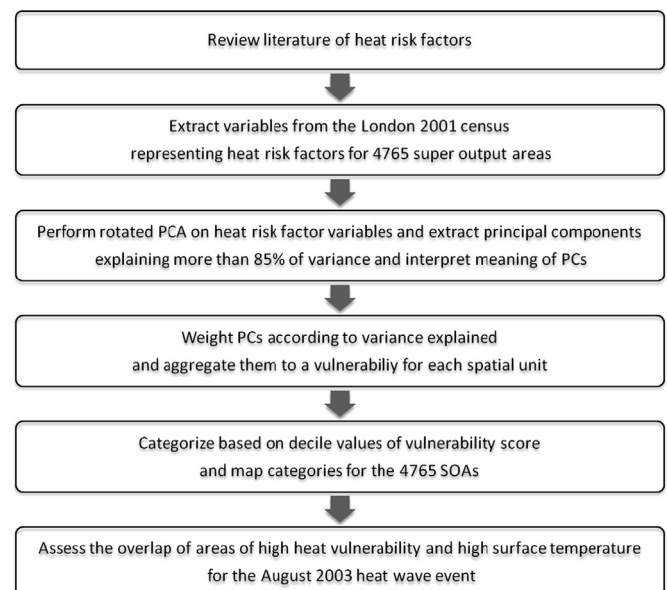 Review literature of heat risk factors
Extract variables from the London 2001 census
representing heat risk factors for 4765 super output areas
Perform rotated PCA on heat risk factor variables and extract principal components
explaining more than 85% of variance and interpret meaning of PCs
Weight PCs according to variance explained
and aggregate them to a vulnerabiliy for each spatial unit
Categorize based on decile values of vulnerability score
and map categories for the 4765 SOAs
Assess the overlap of areas of high heat vulnerability and high surface temperature
for the August 2003 heat wave event